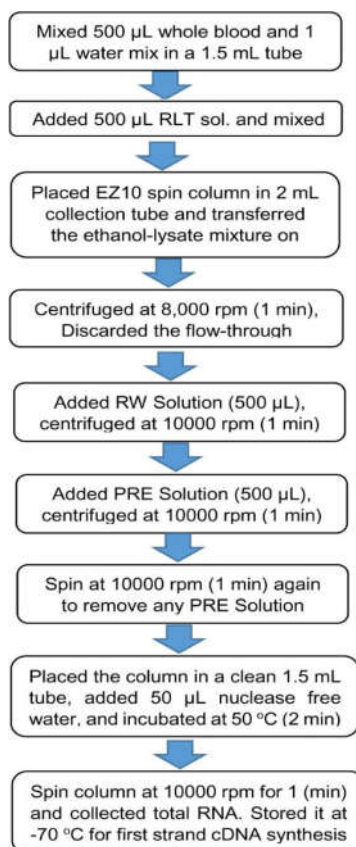 Mixed 500 µL whole blood and 1
µL water mix in a 1.5 mL tube
Added 500 µL RLT sol. and mixed
Placed EZ10 spin column in 2 mL
collection tube and transferred
the ethanol-lysate mixture on
Centrifuged at 8,000 rpm (1 min),
Discarded the flow-through
Added RW Solution (500 µL),
centrifuged at 10000 rpm (1 min)
Added PRE Solution (500 µL),
centrifuged at 10000 rpm (1 min)
Spin at 10000 rpm (1 min) again
to remove any PRE Solution
Placed the column in a clean 1.5 mL
tube, added 50 µL nuclease free
water, and incubated at 50 °C (2 min)
Spin column at 10000 rpm for 1 (min)
and collected total RNA. Stored it at
-70 °C for first strand cDNA synthesis